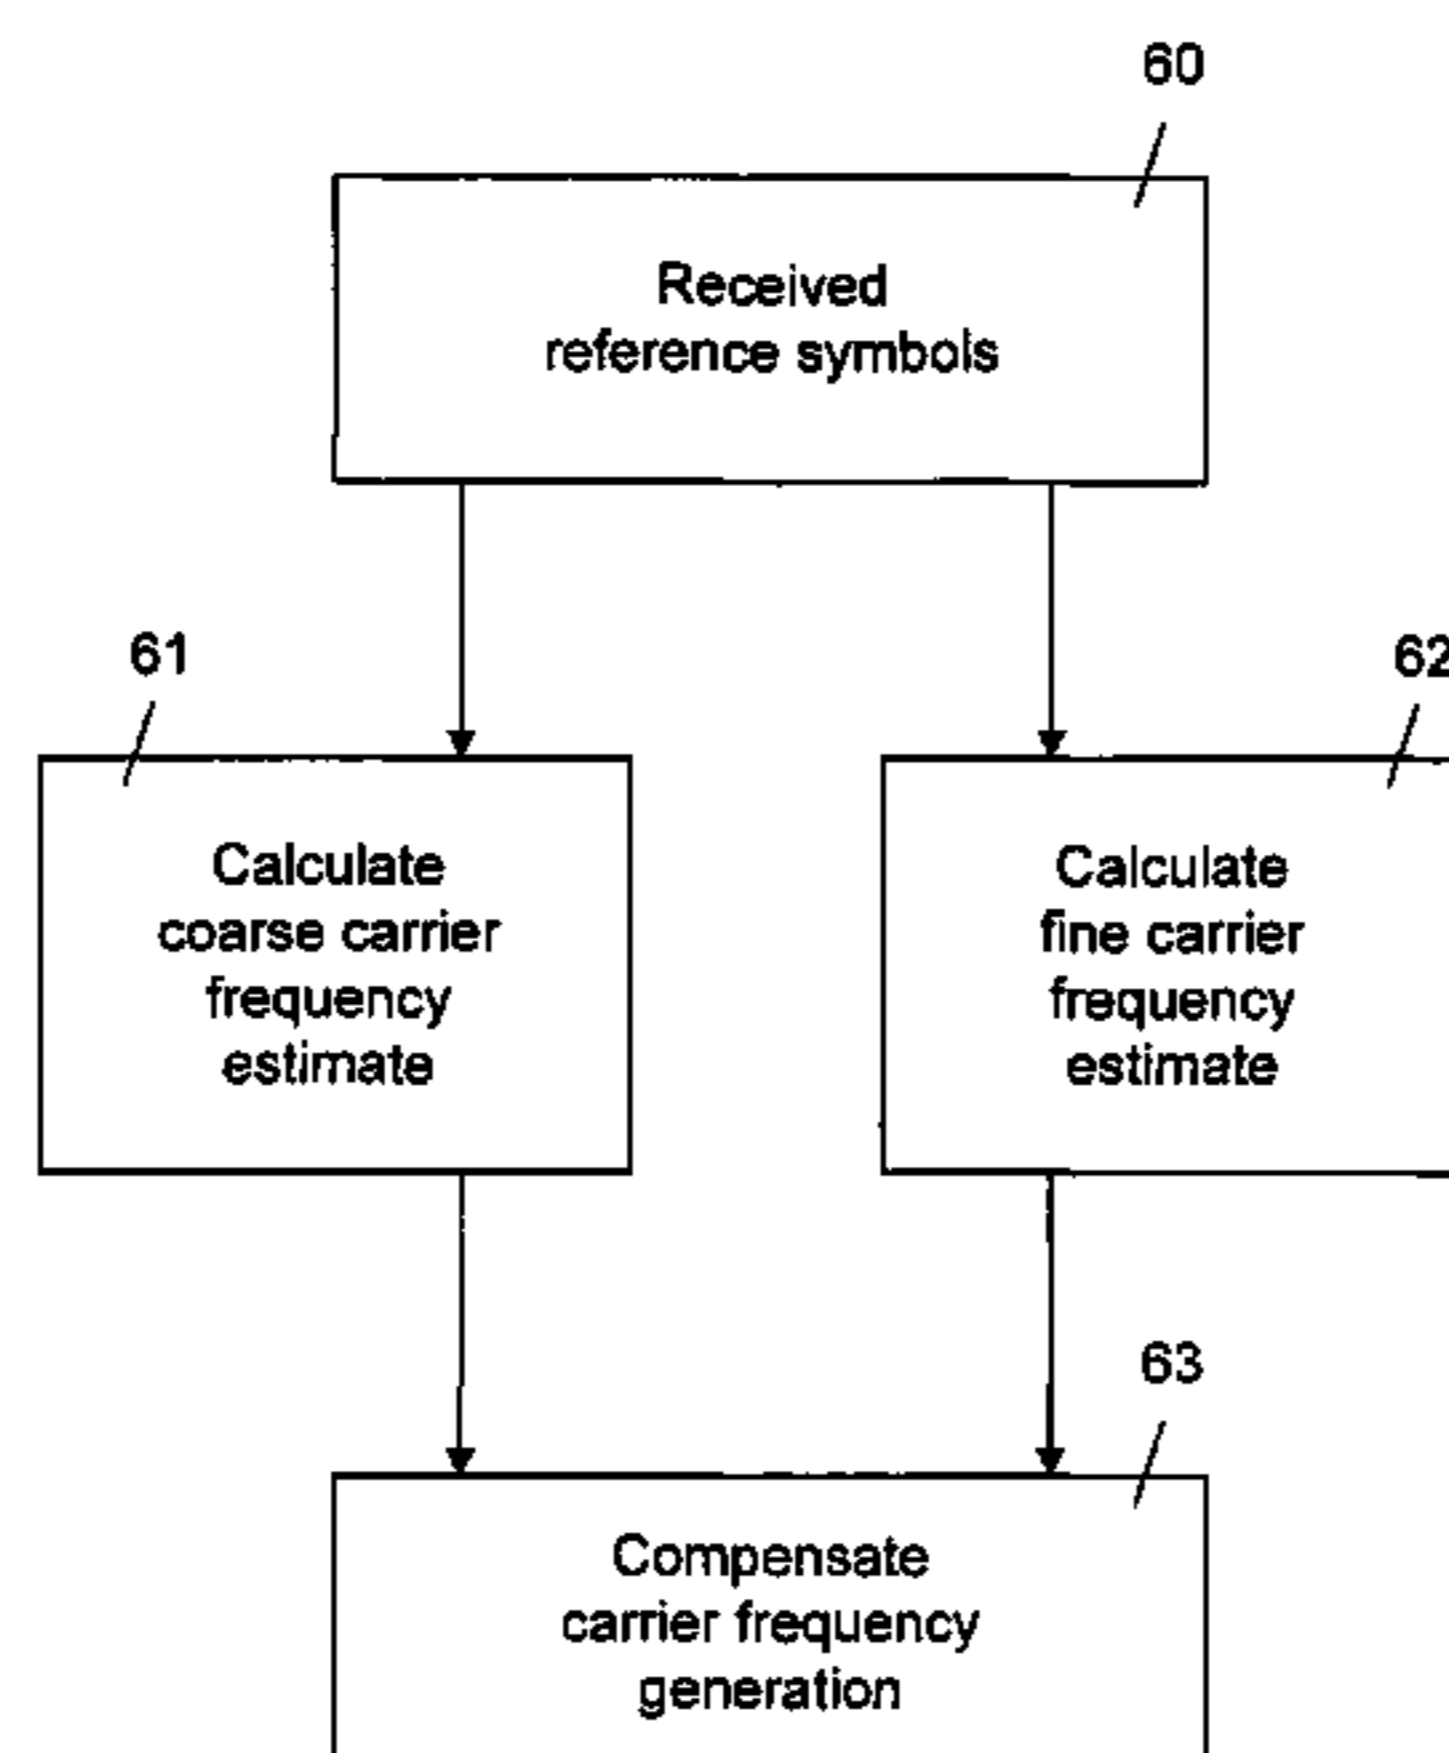 60
Received
reference symbols
61
Calculate
coarse carrier
frequency
estimate
62
Calculate
fine carrier
frequency
estimate
63
Compensate
carrier frequency
generation